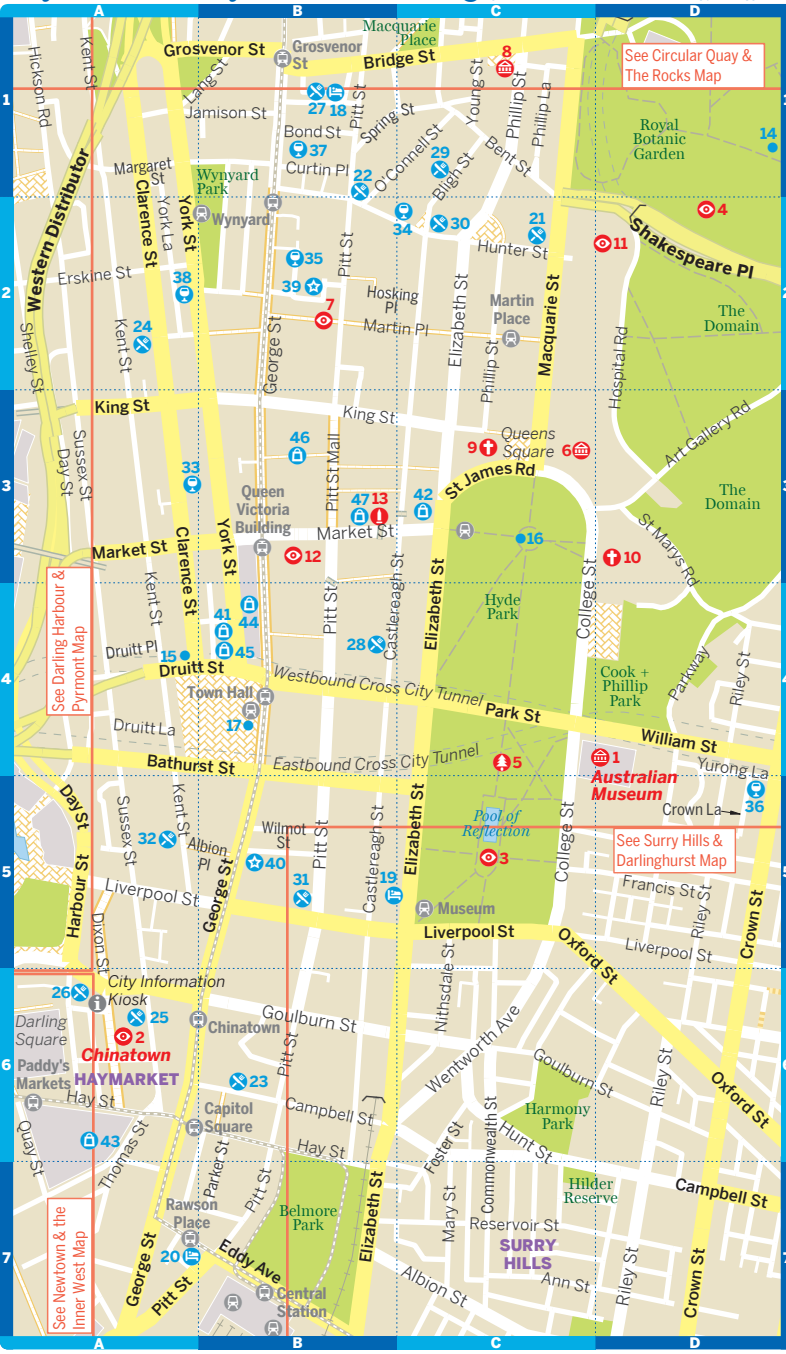 A
B
C
D
Macquarie
Place
Grosvenor St
Grosvenor
St
Bridge St
8
See Circular Quay &
The Rocks Map
Hickson Rd
Kent St
Lang St
1
27
18
Pitt St
Young St
Phillip St
Phillip La
1
Jamison St
Spring St
Royal
Botanic
Garden
14
Bond St
37
O'Connell St
29
Bent St
Margaret
St
Curtin Pl
Bligh St
Wynyard
Park
22
Western Distributor
Clarence St
York La
York St
Wynyard
34
30
21
4
11
Hunter St
Shakespeare Pl
35
Pitt St
Erskine St
38
39
Hosking
Pl
2
7
Elizabeth St
Martin
Place
Macquarie St
2
The
Domain
24
Kent St
George St
Martin Pl
Phillip St
Hospital Rd
Shelley St
King St
King St
Art Gallery Rd
Sussex St
Day St
46
Pitt St Mall
9
Queens
Square
6
33
St James Rd
3
Queen
Victoria
Building
47
13
42
The
Domain
3
Clarence St
York St
Market St
16
St Marys Rd
Market St
12
10
See Darling Harbour &
Pyrmont Map
Kent St
Pitt St
Castlereagh St
Elizabeth St
Hyde
Park
College St
41
44
Druitt Pl
15
45
28
Parkway
Riley St
4
Druitt St
Westbound Cross City Tunnel
Cook +
Phillip
Park
4
Town Hall
17
Park St
Druitt La
William St
Bathurst St
Eastbound Cross City Tunnel
5
1
Australian
Museum
Yurong La
Day St
Sussex St
Kent St
Crown La
36
Pool of
Reflection
32
Albion
Pl
Wilmot
St
Pitt St
Castlereagh St
Elizabeth St
College St
See Surry Hills &
Darlinghurst Map
5
40
3
5
Harbour St
Liverpool St
George St
31
19
Francis St
Riley St
Crown St
Dixon St
Museum
Liverpool St
Oxford St
Liverpool St
City Information
Kiosk
26
Nithsdale St
25
Goulburn St
Darling
Square
2
Chinatown
Chinatown
Wentworth Ave
Goulburn St
6
Paddy's
Markets
HAYMARKET
23
Pitt St
Riley St
6
Oxford St
Hay St
Capitol
Square
Campbell St
Harmony
Park
Quay St
43
Thomas St
Hay St
Foster St
Commonwealth St
Hunt St
Parker St
Pitt St
Hilder
Reserve
Campbell St
See Newtown & the
Inner West Map
Rawson
Place
Belmore
Park
Elizabeth St
Mary St
Reservoir St
7
20
SURRY
HILLS
7
George St
Pitt St
Eddy Ave
Central
Station
Albion St
Ann St
Riley St
Crown St
A
B
C
D